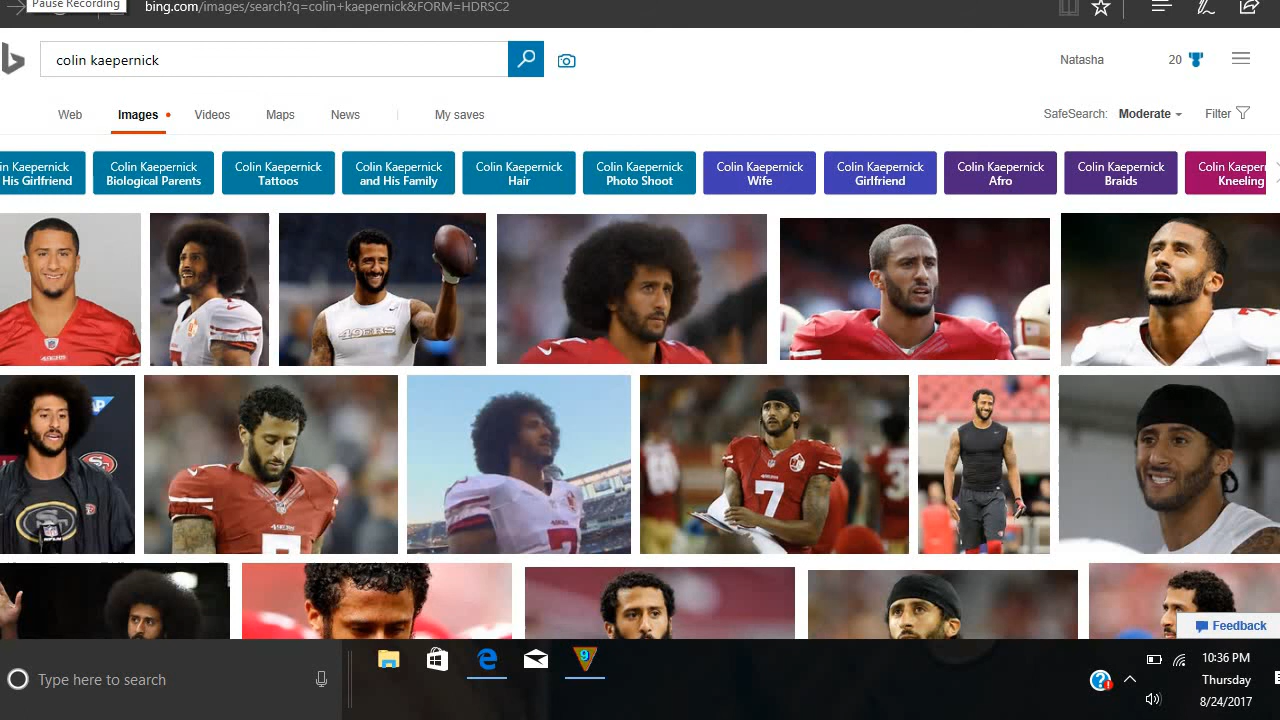 Pause Recording
bing.com/images/search?q=colin+kaepernick&FORM=HDRSC2
colin kaepernick
Natasha
20
Web
Images
Videos
Maps
News
My saves
SafeSearch:
Moderate
Filter
in Kaepernick
His Girlfriend
Colin Kaepernick
Biological Parents
Colin Kaepernick
Tattoos
Colin Kaepernick
and His Family
Colin Kaepernick
Hair
Colin Kaepernick
Photo Shoot
Colin Kaepernick
Wife
Colin Kaepernick
Girlfriend
Colin Kaepernick
Afro
Colin Kaepernick
Braids
Colin Kaeper
Kneeling
49ERS
49ERS
SAP
7
Feedback
Type here to search
9
10:36 PM
Thursday
8/24/2017